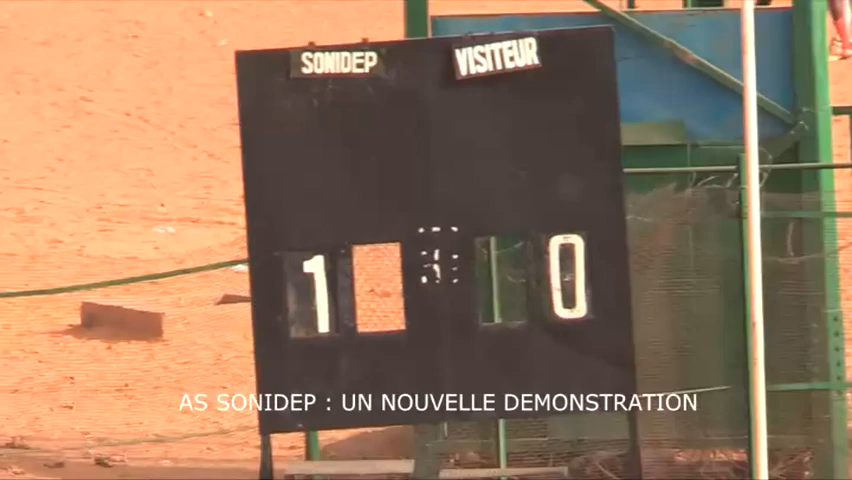 SONIDEP VISITEUR
1 0
AS SONIDEP : UN NOUVELLE DEMONSTRATION